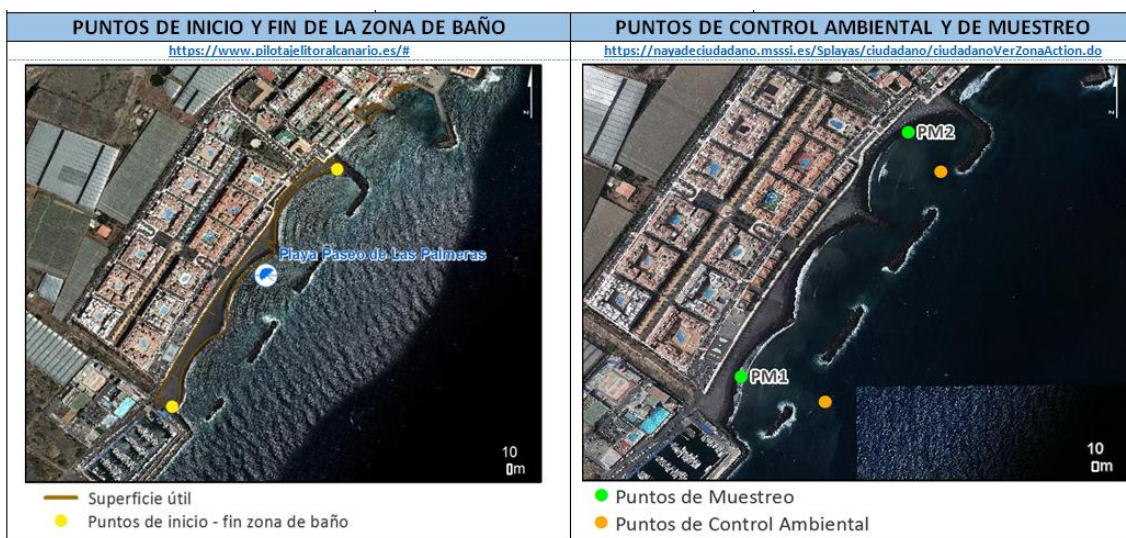 PUNTOS DE INICIO Y FIN DE LA ZONA DE BAÑO
https://www.pilotajelitoralcanario.es/#
Playa Paseo de Las Palmeras
10
m
Superficie útil
Puntos de inicio - fin zona de baño
PUNTOS DE CONTROL AMBIENTAL Y DE MUESTREO
https://nayadeciudadano.msssi.es/Splayas/ciudadano/ciudadanoVerZonaAction.do
PM2
PM1
10
m
Puntos de Muestreo
Puntos de Control Ambiental